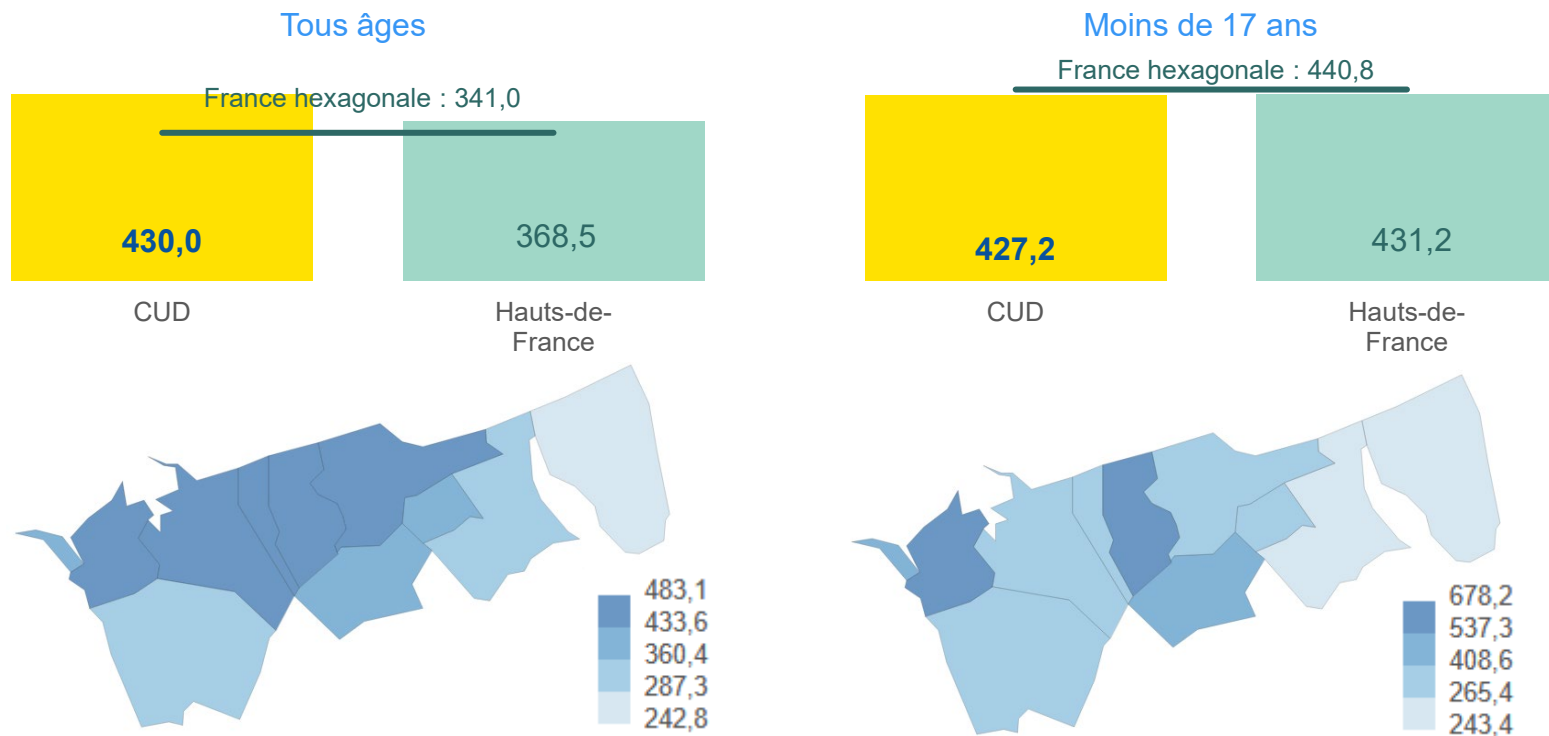 Tous âges
France hexagonale : 341,0
430,0
368,5
CUD
Hauts-de-
France
483,1
433,6
360,4
287,3
242,8
Moins de 17 ans
France hexagonale : 440,8
427,2
431,2
CUD
Hauts-de-
France
678,2
537,3
408,6
265,4
243,4